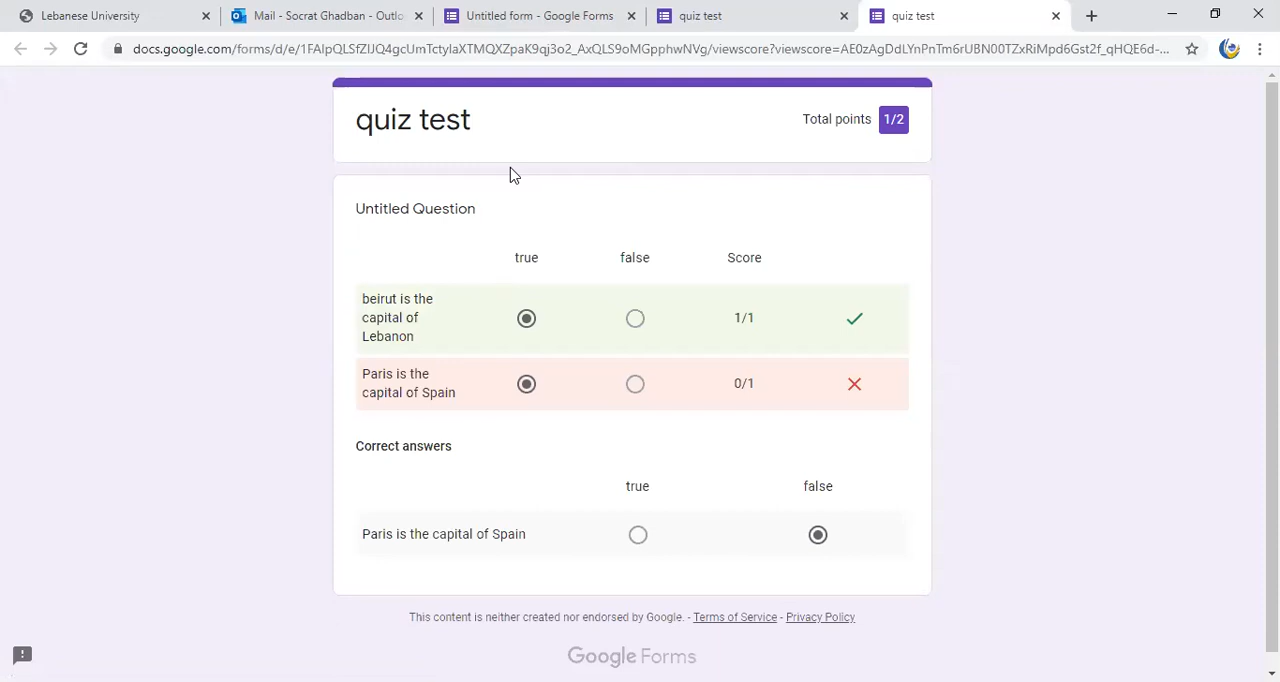 Lebanese University
Mail - Socrat Ghadban - Outlo
Untitled form - Google Forms
quiz test
quiz test
docs.google.com/forms/d/e/1FAIpQLSfZIJQ4gcUmTctylaXTMQXZpaK9qj3o2_AxQLS9oMGpphwNVg/viewscore?viewscore=AE0zAgDdLYnPnTm6rUBN00TZxRiMpd6Gst2f_qHQE6d-...
quiz test
Total points 1/2
Untitled Question
true false Score
beirut is the
capital of
Lebanon
1/1
Paris is the
capital of Spain
0/1
Correct answers
true false
Paris is the capital of Spain
This content is neither created nor endorsed by Google. - Terms of Service - Privacy Policy
Google Forms